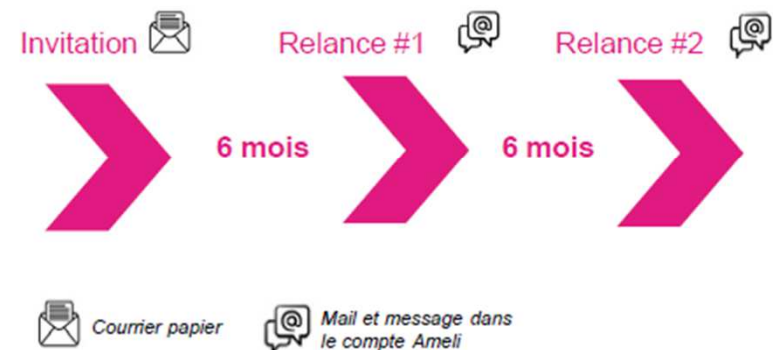 Invitation
Relance #1
Relance #2
6 mois
6 mois
Courrier papier
Mail et message dans
le compte Ameli